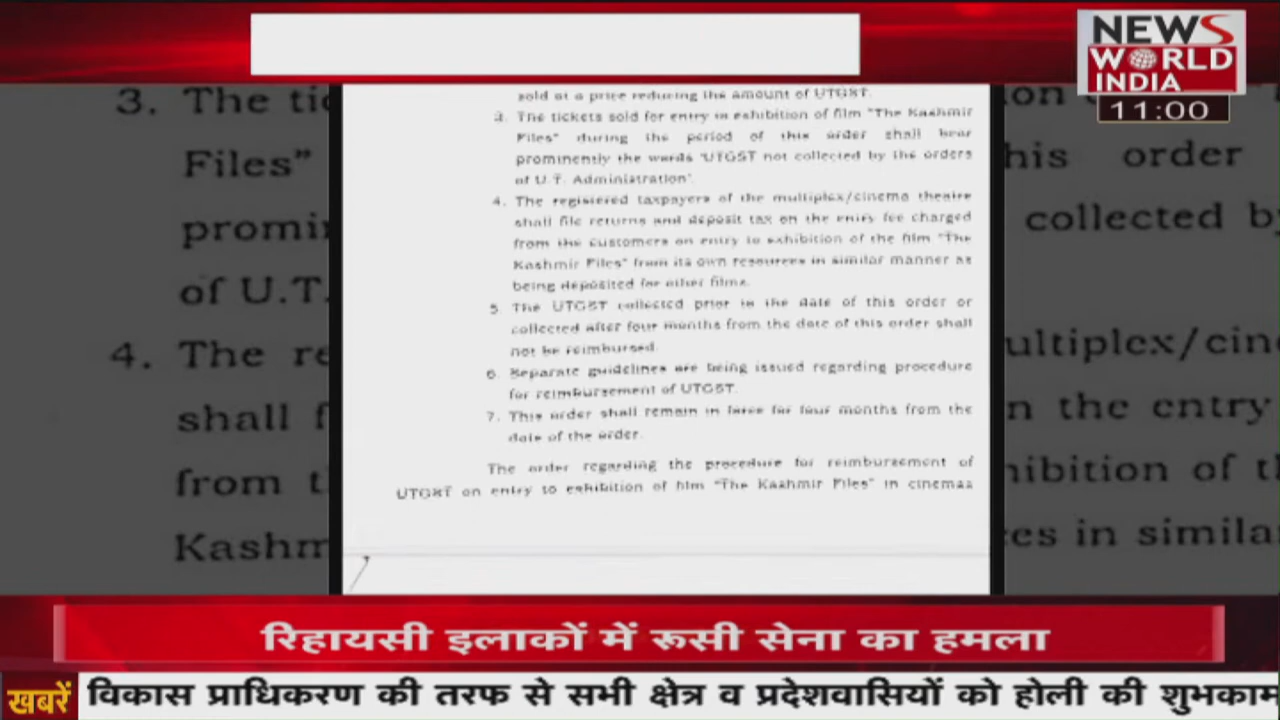 NEWS
WORLD
INDIA
11:00
sold at a price reducing the amount of UTGST.
3. The tickets sold for entry in exhibition of film "The Kashmir
Files" during the period of this order shall bear
prominently the words 'UTGST not collected by the orders
of U.T. Administration'.
4. The registered taxpayers of the multiplex/cinema theatre
shall file returns and deposit tax on the entry fee charged
from the customers on entry to exhibition of the film "The
Kashmir Files" from its own resources in similar manner as
being deposited for other films.
5. The UTGST collected prior to the date of this order or
collected after four months from the date of this order shall
not be reimbursed.
6. Separate guidelines are being issued regarding procedure
for reimbursement of UTGST.
7. This order shall remain in force for four months from the
date of the order.
The order regarding the procedure for reimbursement of
UTGST on entry to exhibition of film "The Kashmir Files" in cinemas
3. The
Files"
of U.T.
4. The
shall
from
his order
collected
the entry
in
रिहायसी इलाकों में रूसी सेना का हमला
खबरें
विकास प्राधिकरण की तरफ से सभी क्षेत्र व प्रदेशवासियों को होली की